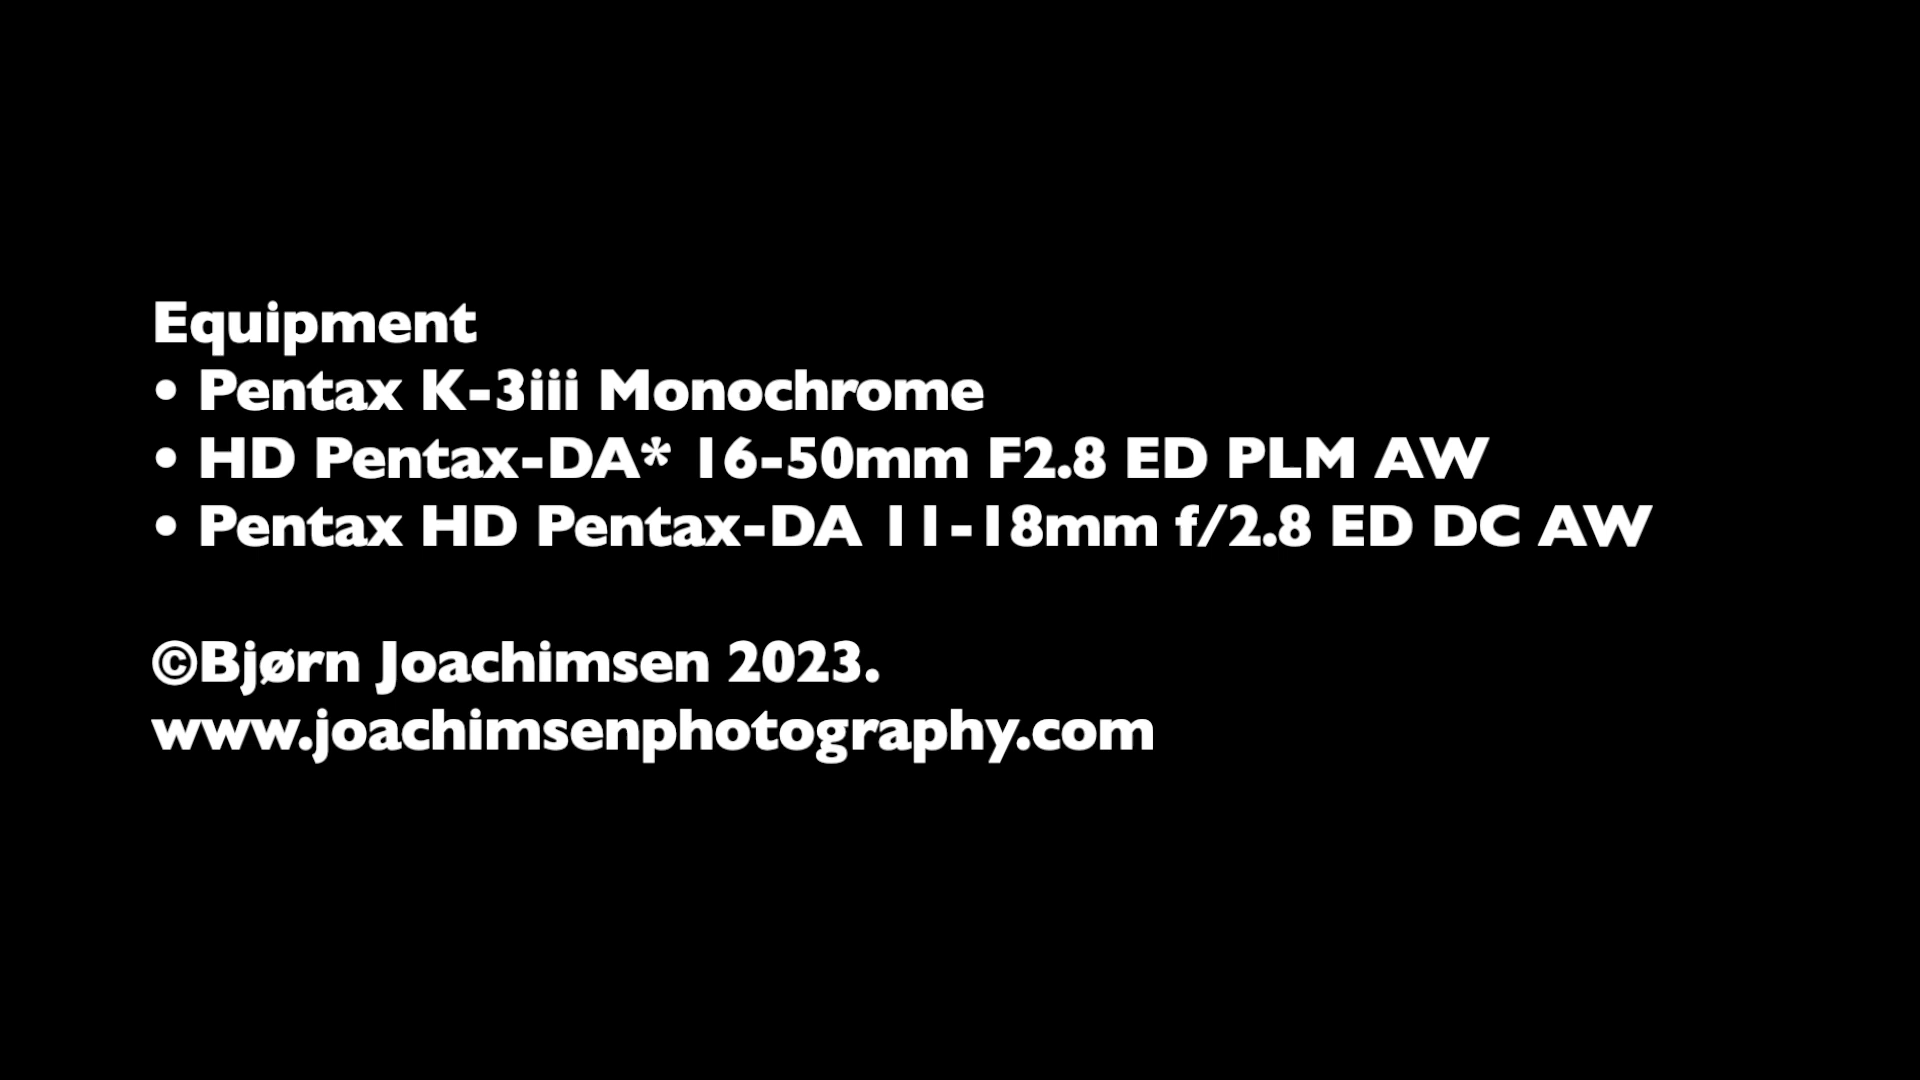 Equipment
• Pentax K-3iii Monochrome
• HD Pentax-DA* 16-50mm F2.8 ED PLM AW
• Pentax HD Pentax-DA 11-18mm f/2.8 ED DC AW
©Bjørn Joachimsen 2023.
www.joachimsenphotography.com